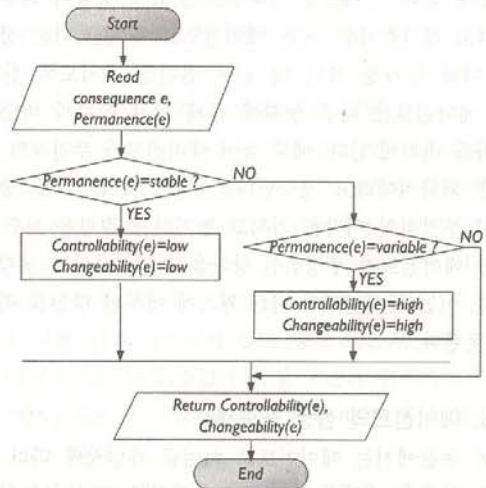 Start
Read
consequence e,
Permanence(e)
Permanence(e)=stable ?
NO
YES
Controllability(e)=low
Changeability(e)=low
Permanence(e)=variable ?
NO
YES
Controllability(e)=high
Changeability(e)=high
Return Controllability(e),
Changeability(e)
End